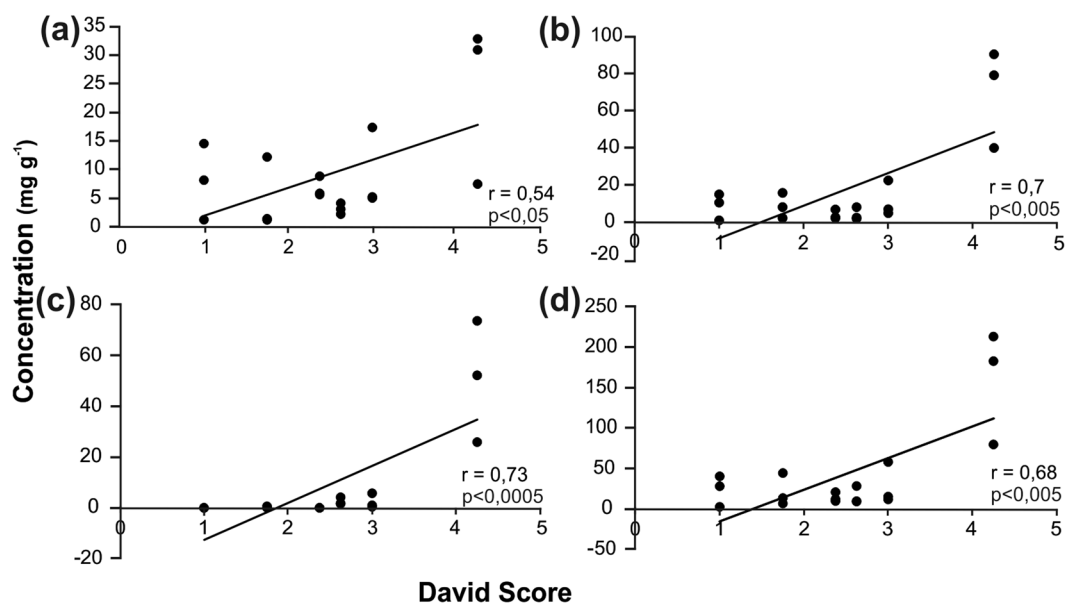 Concentration (mg g⁻¹)
(a)
35
30
25
20
15
10
5
0
0 1 2 3 4 5
r = 0,54
p<0,05
(b)
100
80
60
40
20
0
-20
0 1 2 3 4 5
r = 0,7
p<0,005
(c)
80
60
40
20
0
-20
0 1 2 3 4 5
r = 0,73
p<0,0005
(d)
250
200
150
100
50
0
-50
0 1 2 3 4 5
r = 0,68
p<0,005
David Score